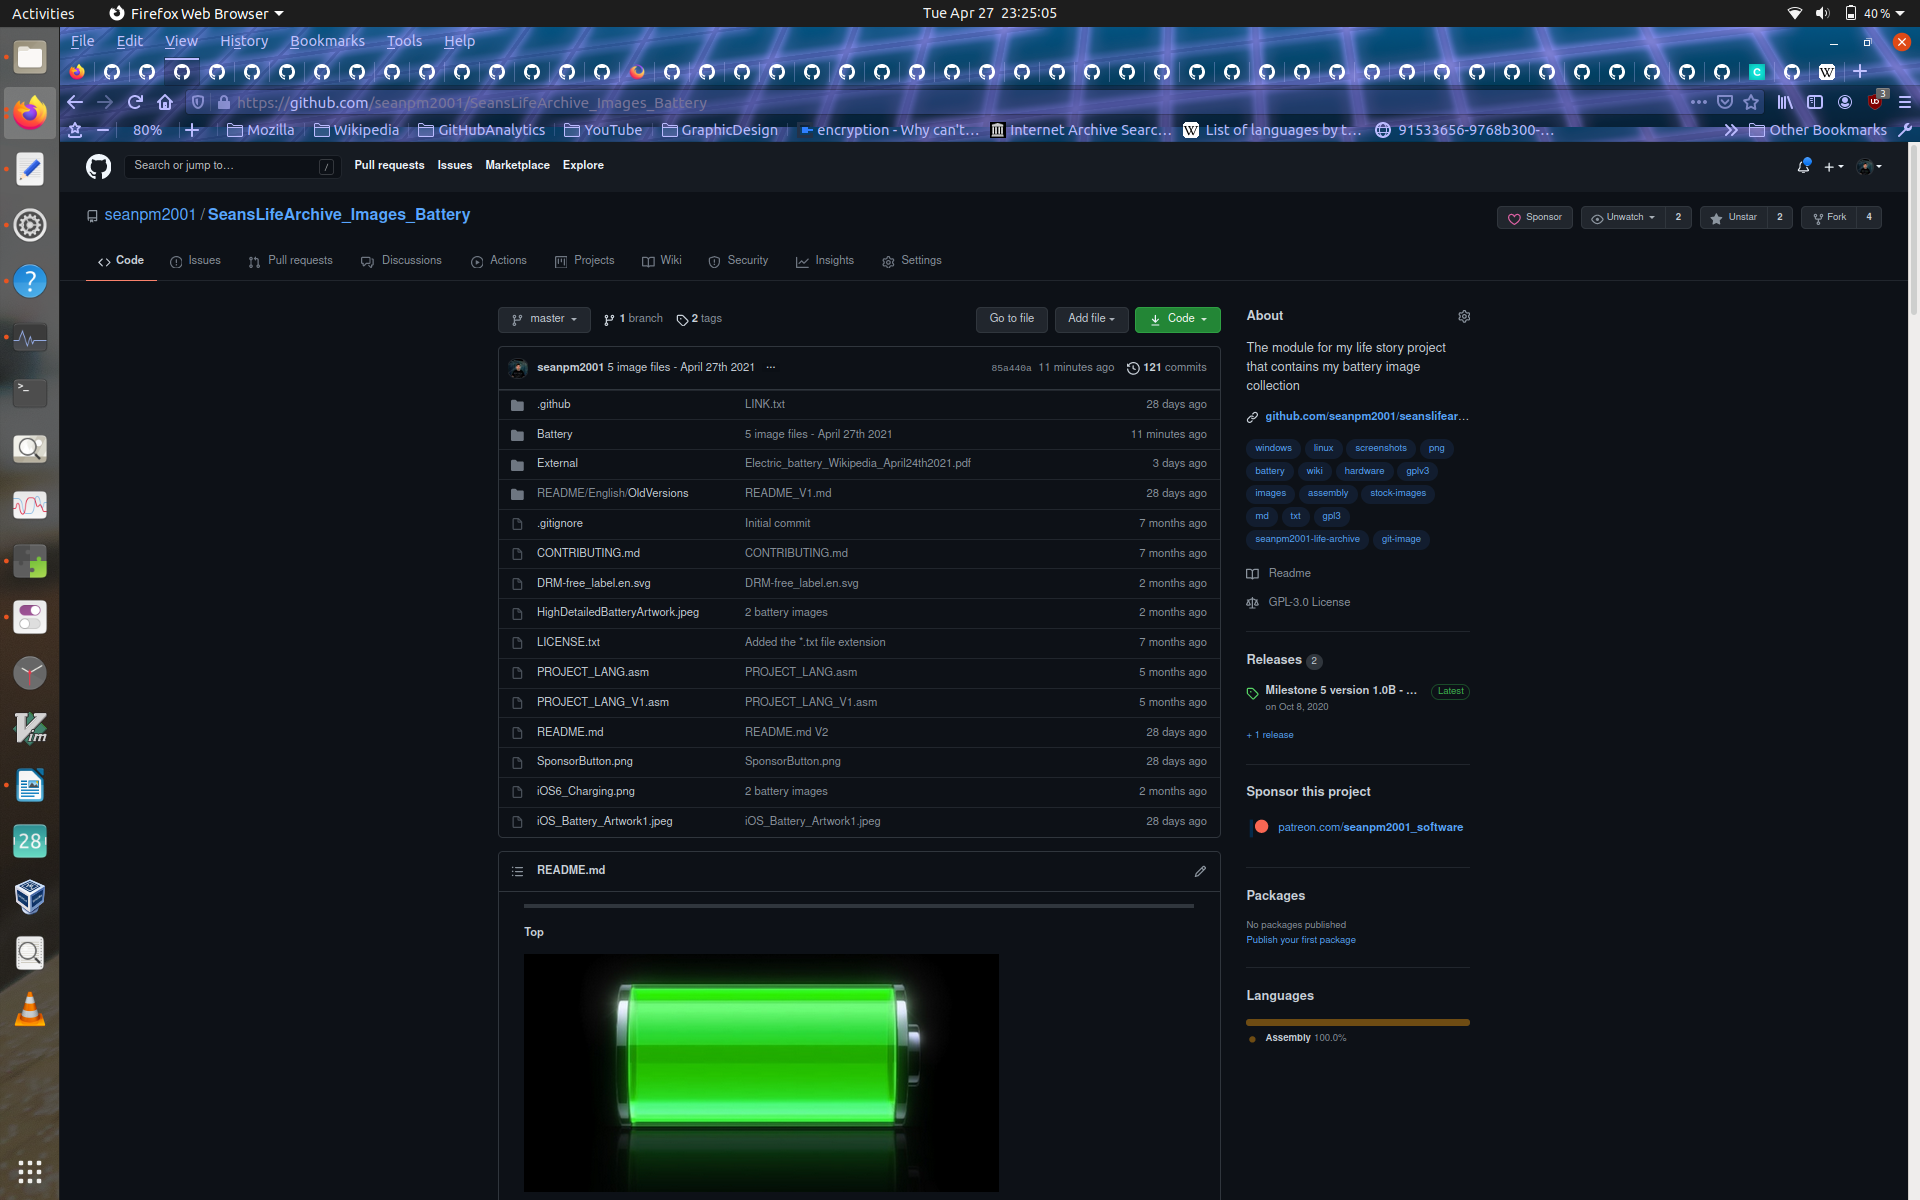 Activities Firefox Web Browser Tue Apr 27 23:25:05 40 %
File Edit View History Bookmarks Tools Help
https://github.com/seanpm2001/SeansLifeArchive_Images_Battery 3
80% Mozilla Wikipedia GitHubAnalytics YouTube GraphicDesign encryption - Why can't... Internet Archive Searc... List of languages by t... 91533656-9768b300-... Other Bookmarks
Search or jump to... / Pull requests Issues Marketplace Explore
seanpm2001 / SeansLifeArchive_Images_Battery Sponsor Unwatch 2 Unstar 2 Fork 4
Code Issues Pull requests Discussions Actions Projects Wiki Security Insights Settings
master 1 branch 2 tags Go to file Add file Code
seanpm2001 5 image files - April 27th 2021 ... 85a440a 11 minutes ago 121 commits
.github LINK.txt 28 days ago
Battery 5 image files - April 27th 2021 11 minutes ago
External Electric_battery_Wikipedia_April24th2021.pdf 3 days ago
README/English/OldVersions README_V1.md 28 days ago
.gitignore Initial commit 7 months ago
CONTRIBUTING.md CONTRIBUTING.md 7 months ago
DRM-free_label.en.svg DRM-free_label.en.svg 2 months ago
HighDetailedBatteryArtwork.jpeg 2 battery images 2 months ago
LICENSE.txt Added the *.txt file extension 7 months ago
PROJECT_LANG.asm PROJECT_LANG.asm 5 months ago
PROJECT_LANG_V1.asm PROJECT_LANG_V1.asm 5 months ago
README.md README.md V2 28 days ago
SponsorButton.png SponsorButton.png 28 days ago
iOS6_Charging.png 2 battery images 2 months ago
iOS_Battery_Artwork1.jpeg iOS_Battery_Artwork1.jpeg 28 days ago
README.md
Top
About
The module for my life story project
that contains my battery image
collection
github.com/seanpm2001/seanslifear...
windows linux screenshots png
battery wiki hardware gplv3
images assembly stock-images
md txt gpl3
seanpm2001-life-archive git-image
Readme
GPL-3.0 License
Releases 2
Milestone 5 version 1.0B - ... Latest
on Oct 8, 2020
+ 1 release
Sponsor this project
patreon.com/seanpm2001_software
Packages
No packages published
Publish your first package
Languages
Assembly 100.0%
28